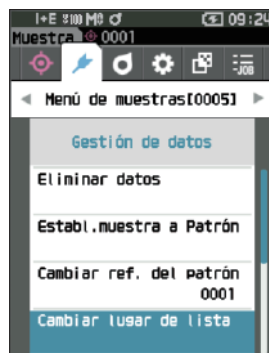 I+E M0 09:24
Muestra 0001
-JOB
Menú de muestras[0005]
Gestión de datos
Eliminar datos
Establ.muestra a Patrón
Cambiar ref. del patrón
0001
Cambiar lugar de lista